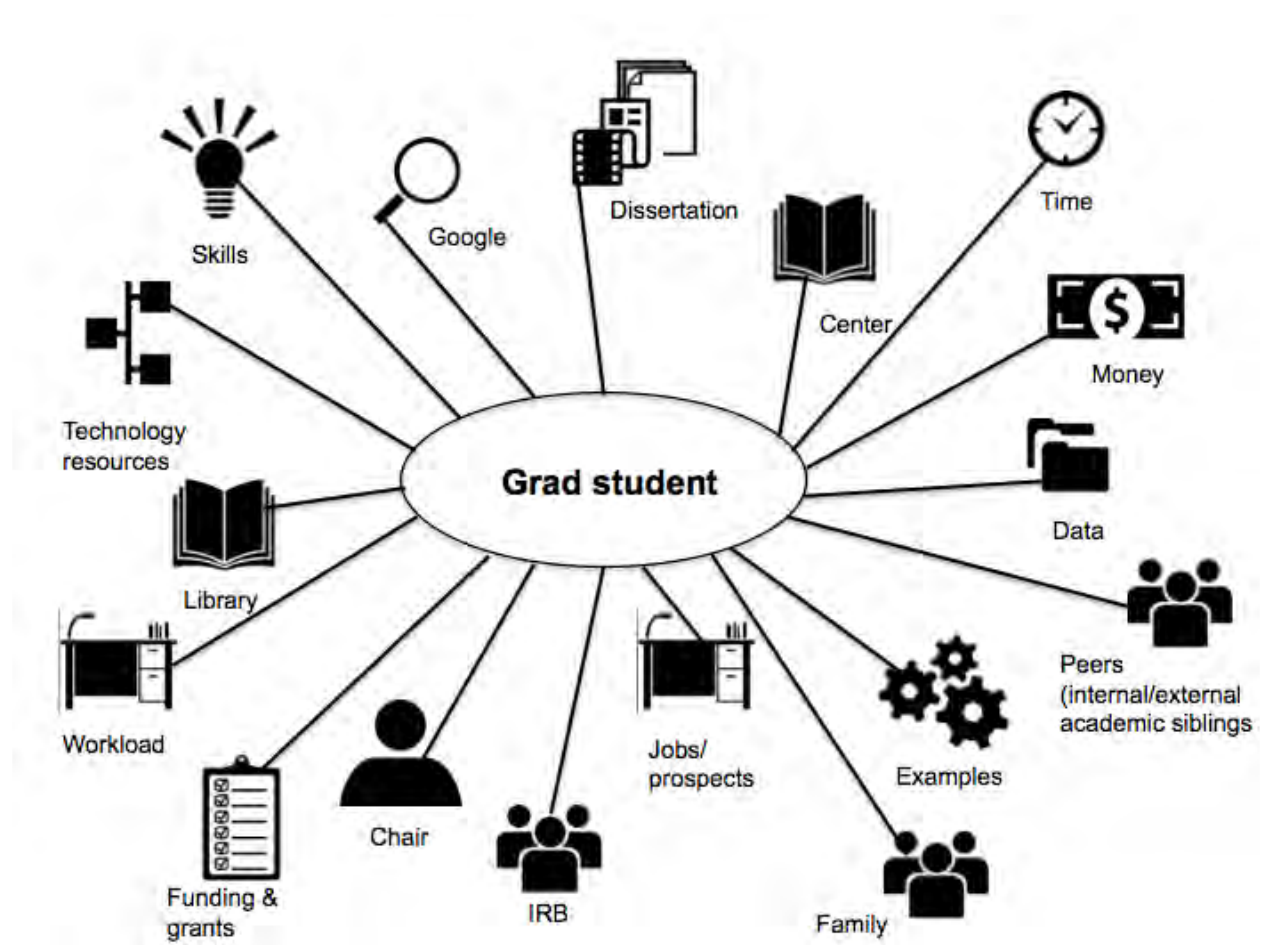 Dissertation
Time
Google
Skills
Center
$
Money
Technology
resources
Grad student
Data
Library
Peers
(internal/external
academic siblings
Workload
Jobs/
prospects
Examples
Chair
Funding &
grants
IRB
Family